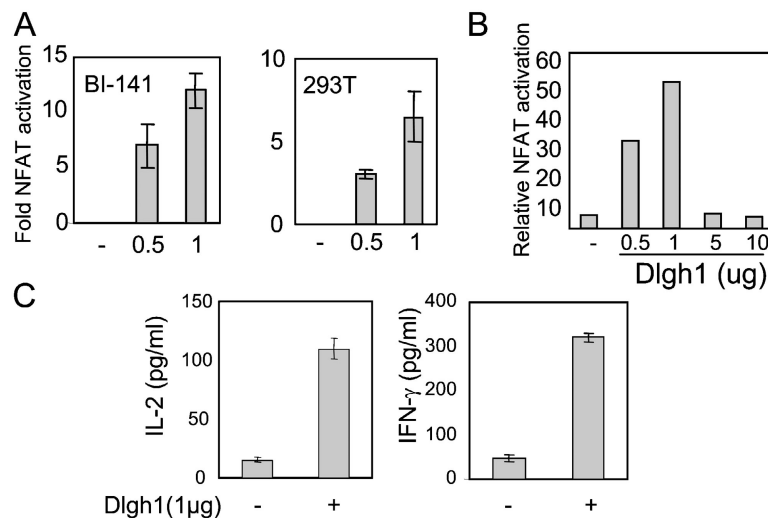 A
Fold NFAT activation
15
10
5
0
BI-141
- 0.5 1
10
5
0
293T
- 0.5 1
B
Relative NFAT activation
60
50
40
30
20
10
- 0.5 1 5 10
Dlgh1 (ug)
C
IL-2 (pg/ml)
150
100
50
0
Dlgh1(1µg) - +
IFN-γ (pg/ml)
400
300
200
100
0
- +